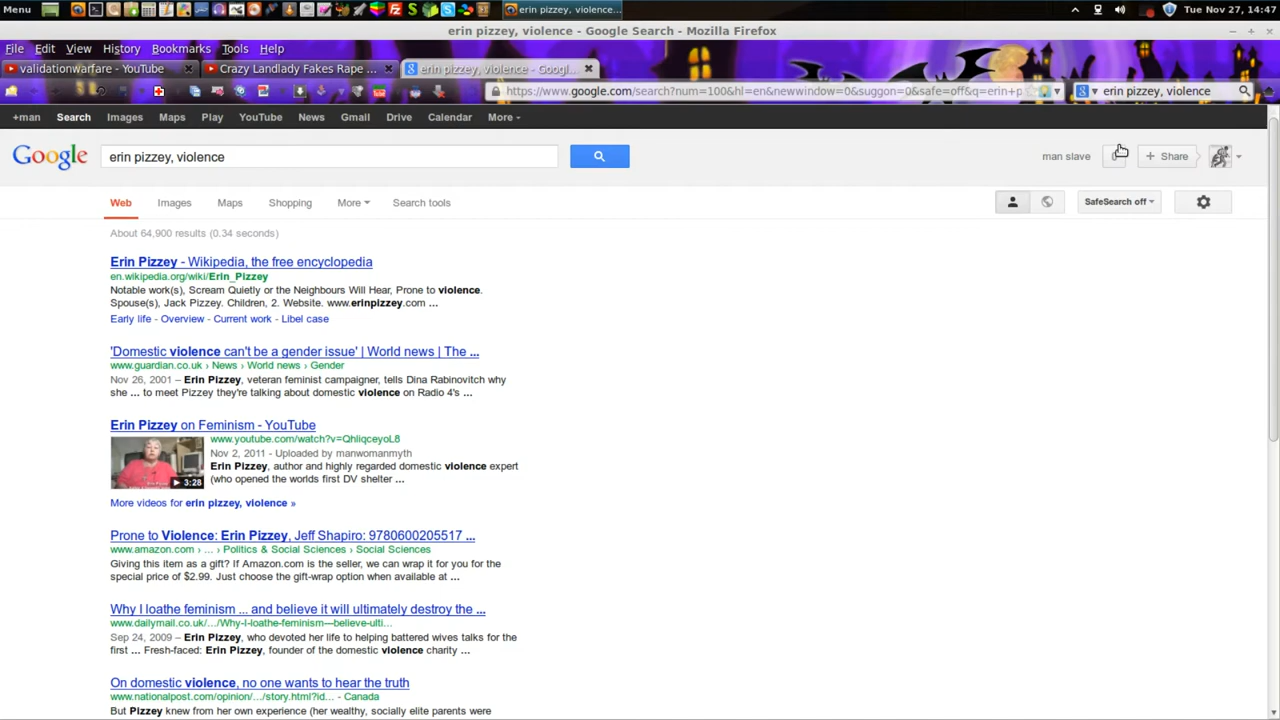 Menu
erin pizzey, violence...
Tue Nov 27, 14:47
erin pizzey, violence - Google Search - Mozilla Firefox
File Edit View History Bookmarks Tools Help
validationwarfare - YouTube
Crazy Landlady Fakes Rape ...
erin pizzey, violence - Googl...
https://www.google.com/search?num=100&hl=en&newwindow=0&suggon=0&safe=off&q=erin+p
erin pizzey, violence
+man Search Images Maps Play YouTube News Gmail Drive Calendar More
Google
erin pizzey, violence
man slave
+ Share
Web Images Maps Shopping More Search tools
SafeSearch off
About 64,900 results (0.34 seconds)
Erin Pizzey - Wikipedia, the free encyclopedia
en.wikipedia.org/wiki/Erin_Pizzey
Notable work(s), Scream Quietly or the Neighbours Will Hear, Prone to violence.
Spouse(s), Jack Pizzey. Children, 2. Website. www.erinpizzey.com ...
Early life - Overview - Current work - Libel case
'Domestic violence can't be a gender issue' | World news | The ...
www.guardian.co.uk › News › World news › Gender
Nov 26, 2001 – Erin Pizzey, veteran feminist campaigner, tells Dina Rabinovitch why
she ... to meet Pizzey they're talking about domestic violence on Radio 4's ...
Erin Pizzey on Feminism - YouTube
www.youtube.com/watch?v=QhliqceyoL8
Nov 2, 2011 - Uploaded by manwomanmyth
Erin Pizzey, author and highly regarded domestic violence expert
(who opened the worlds first DV shelter ...
3:28
More videos for erin pizzey, violence »
Prone to Violence: Erin Pizzey, Jeff Shapiro: 9780600205517 ...
www.amazon.com › ... › Politics & Social Sciences › Social Sciences
Giving this item as a gift? If Amazon.com is the seller, we can wrap it for you for the
special price of $2.99. Just choose the gift-wrap option when available at ...
Why I loathe feminism ... and believe it will ultimately destroy the ...
www.dailymail.co.uk/.../Why-I-loathe-feminism---believe-ulti...
Sep 24, 2009 – Erin Pizzey, who devoted her life to helping battered wives talks for the
first ... Fresh-faced: Erin Pizzey, founder of the domestic violence charity ...
On domestic violence, no one wants to hear the truth
www.nationalpost.com/opinion/.../story.html?id... - Canada
But Pizzey knew from her own experience (her wealthy, socially elite parents were